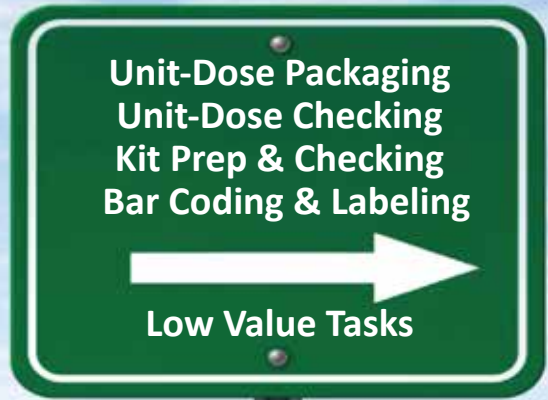 Unit-Dose Packaging
Unit-Dose Checking
Kit Prep & Checking
Bar Coding & Labeling
Low Value Tasks